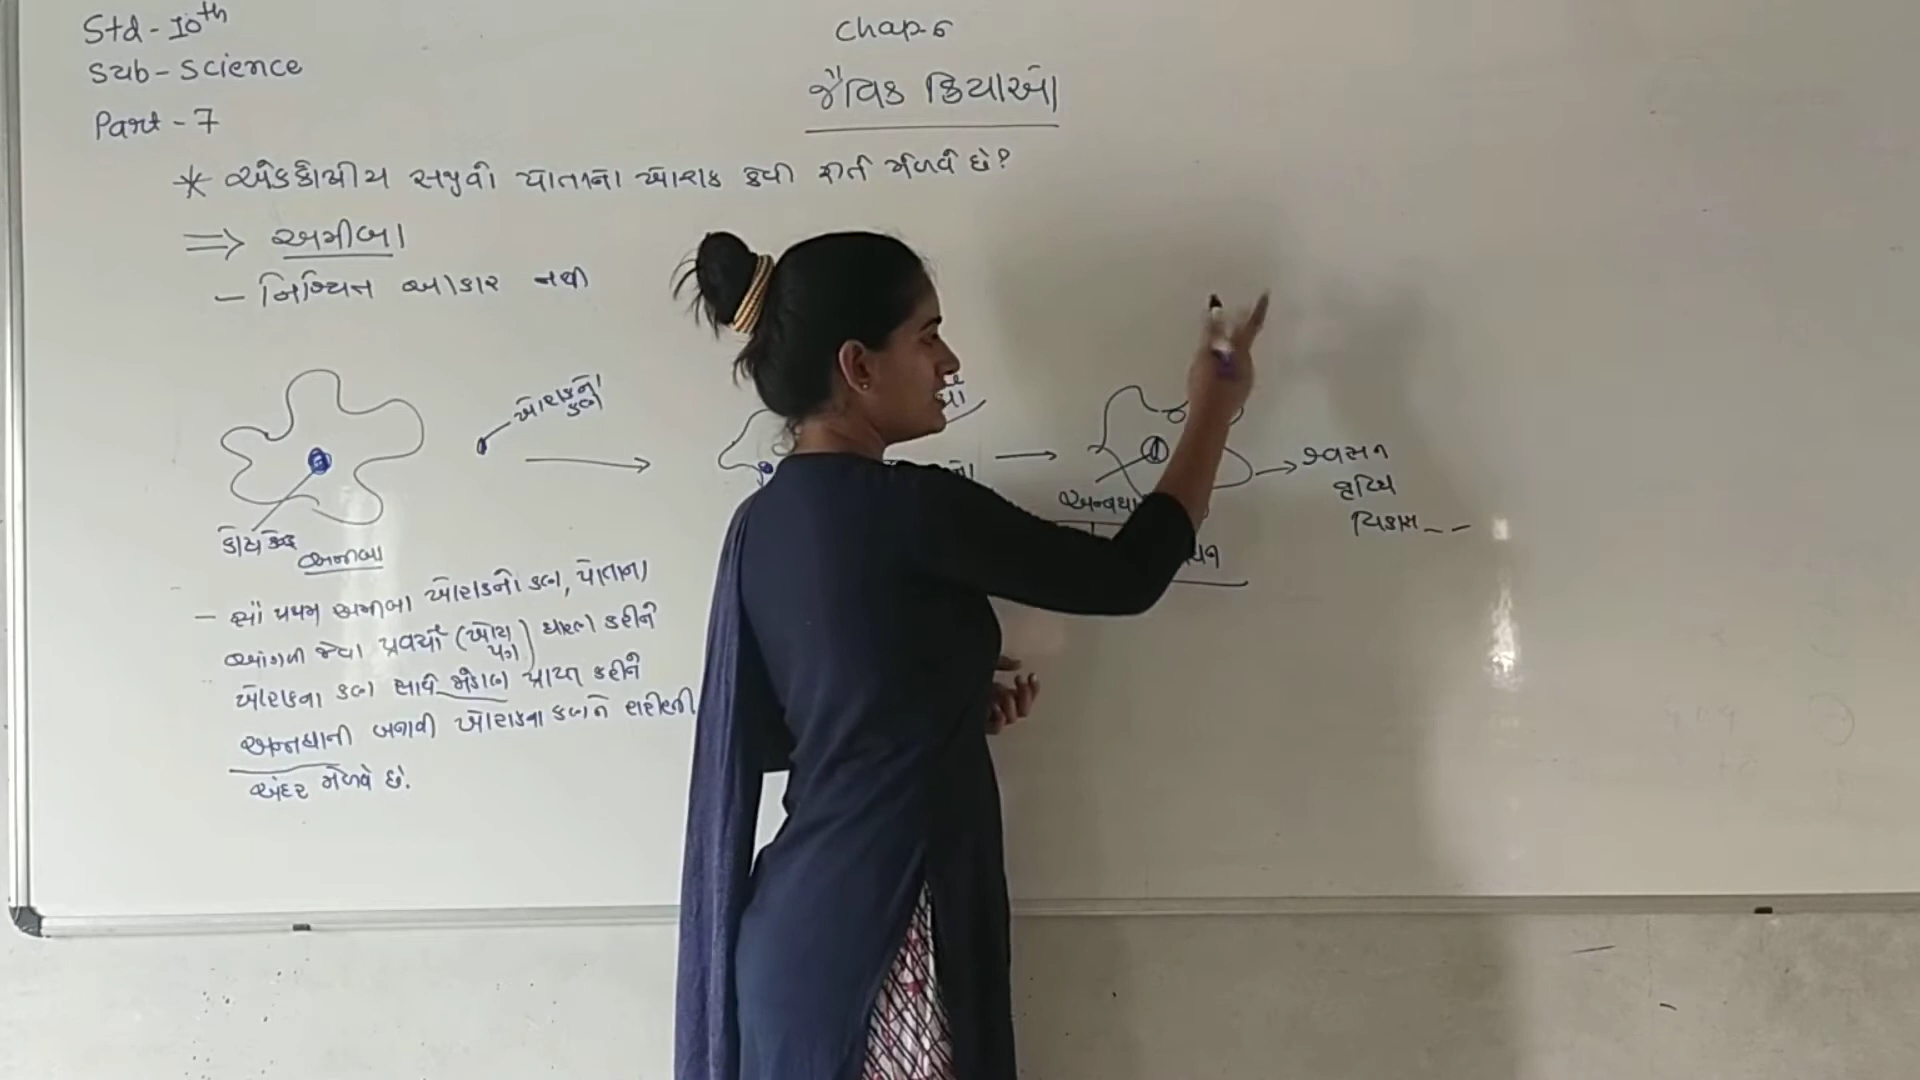 Std-10th
Sub-Science
Part-7
Chap-6
જૈવિક ક્રિયાઓ
* એકકોષીય સજીવો પોતાનો ખોરાક કેવી રીતે મેળવે છે?
⇒ અમીબા
- નિશ્ચિત આકાર નથી
ખોરાકનો
કણ
કોષકેન્દ્ર
અમીબા
શ્વસન
વૃદ્ધિ
વિકાસ - -
- સૌ પ્રથમ અમીબા ખોરાકનો કણ, પોતાના
આંગળી જેવા પ્રવર્ધો (ખોટા પગ) ધારણ કરીને
ખોરાકના કણ સાથે જોડાણ પ્રાપ્ત કરીને
અન્નધાની બનાવી ખોરાકના કણને શરીરની
અંદર મેળવે છે.